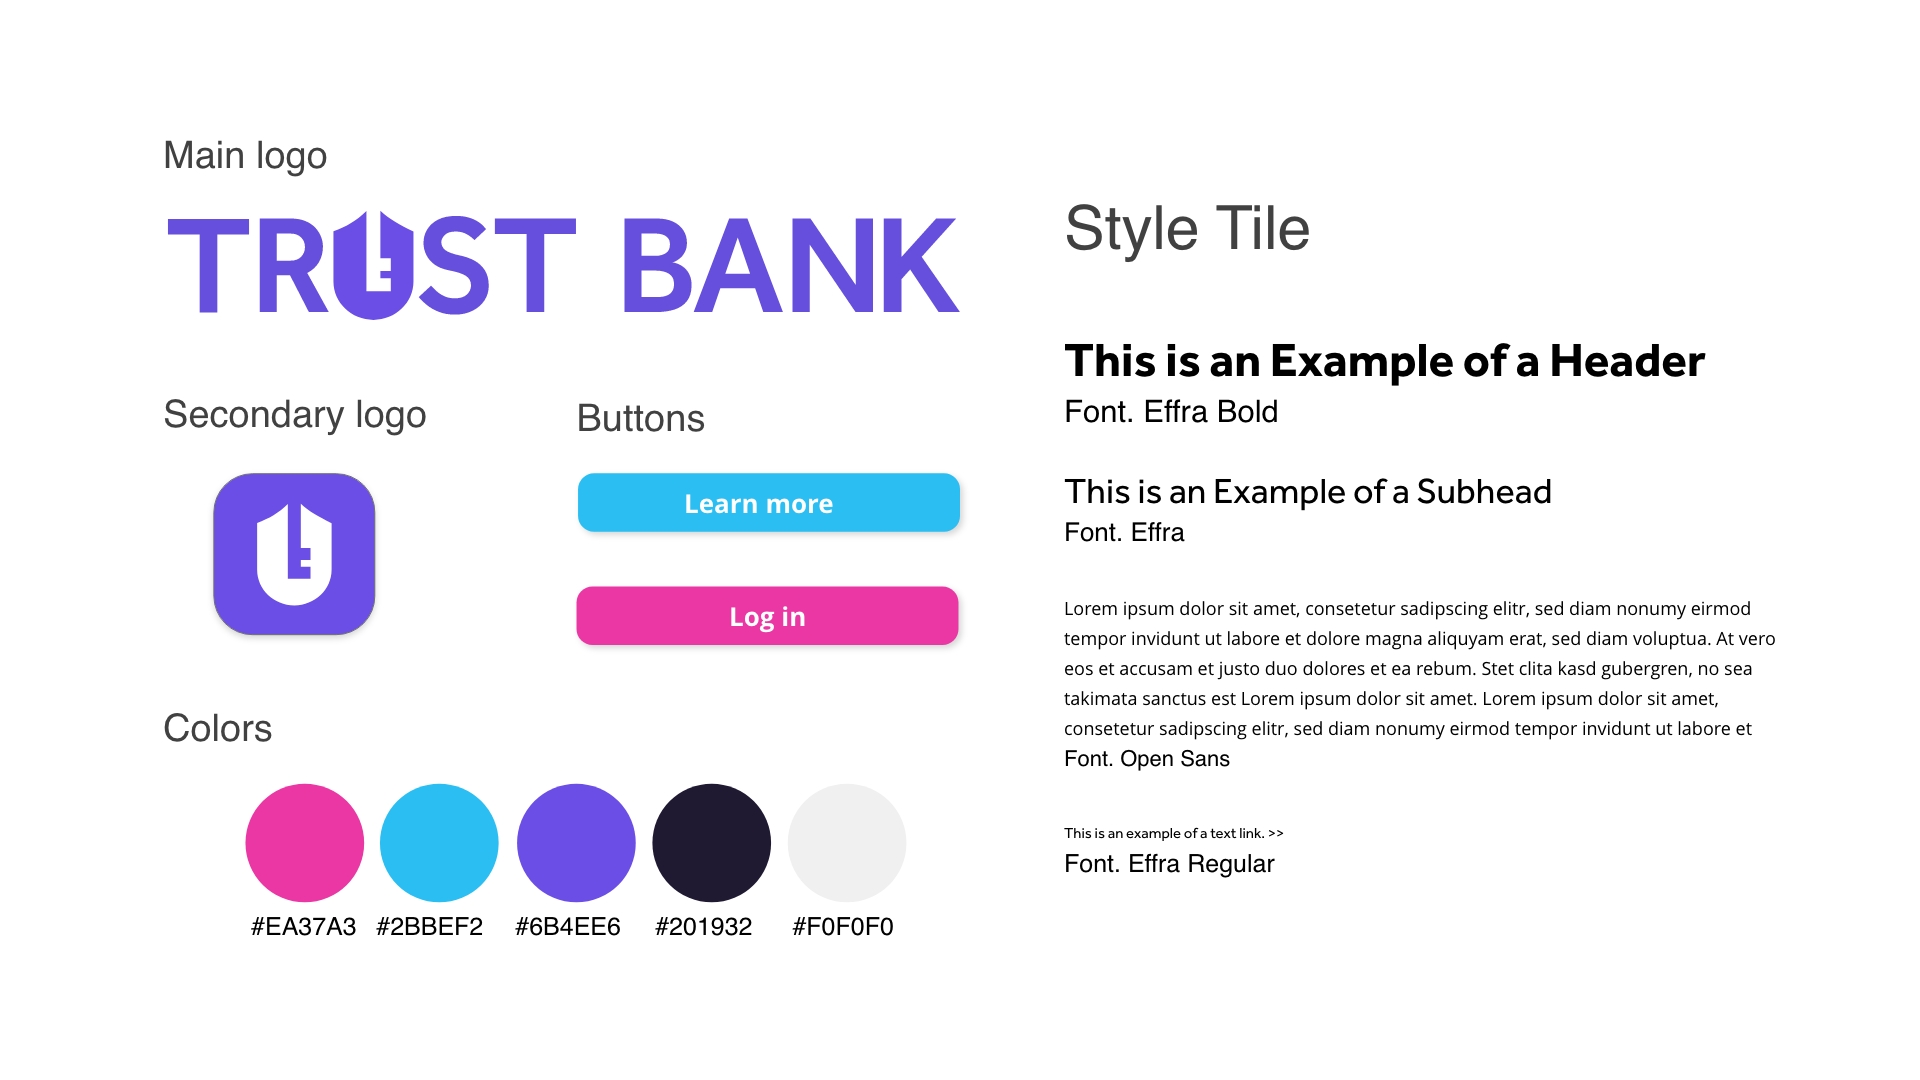 Main logo
TRUST BANK
Secondary logo
Buttons
Learn more
Log in
Colors
#EA37A3
#2BBEF2
#6B4EE6
#201932
#F0F0F0
Style Tile
This is an Example of a Header
Font. Effra Bold
This is an Example of a Subhead
Font. Effra
Lorem ipsum dolor sit amet, consetetur sadipscing elitr, sed diam nonumy eirmod
tempor invidunt ut labore et dolore magna aliquyam erat, sed diam voluptua. At vero
eos et accusam et justo duo dolores et ea rebum. Stet clita kasd gubergren, no sea
takimata sanctus est Lorem ipsum dolor sit amet. Lorem ipsum dolor sit amet,
consetetur sadipscing elitr, sed diam nonumy eirmod tempor invidunt ut labore et
Font. Open Sans
This is an example of a text link. >>
Font. Effra Regular